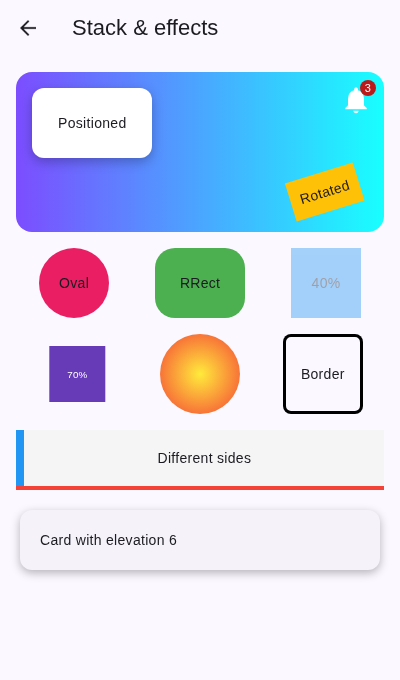 Stack & effects
3
Positioned
Rotated
Oval
RRect
40%
70%
Border
Different sides
Card with elevation 6